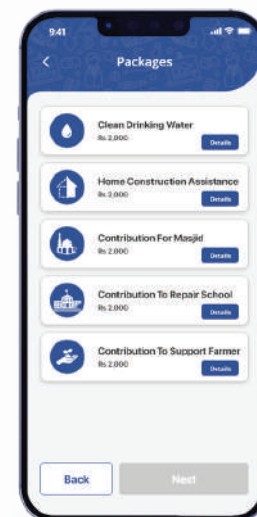 9:41
Packages
Clean Drinking Water
Rs.2,000
Details
Home Construction Assistance
Rs.2,000
Details
Contribution For Masjid
Rs.2,000
Details
Contribution To Repair School
Rs.2,000
Details
Contribution To Support Farmer
Rs.2,000
Details
Back
Next